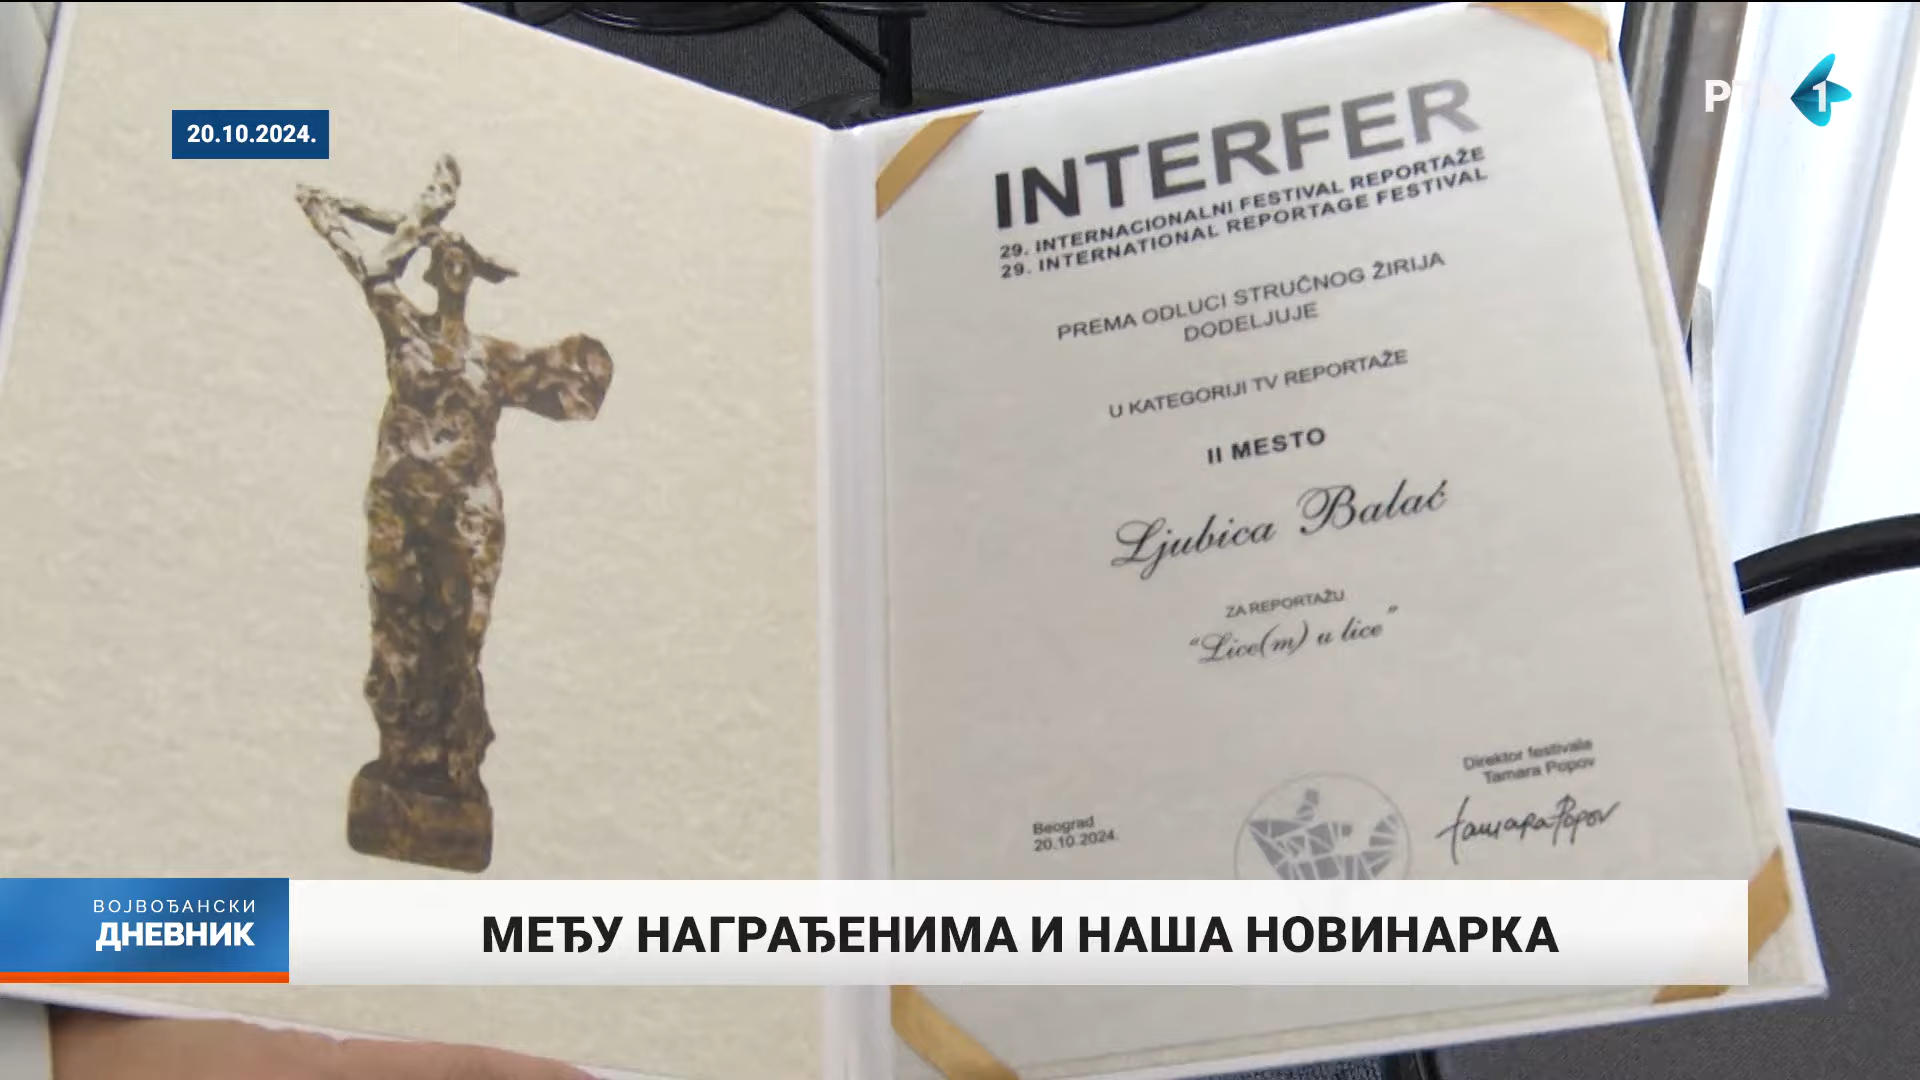 20.10.2024.
1
INTERFER
29. INTERNACIONALNI FESTIVAL REPORTAŽE
29. INTERNATIONAL REPORTAGE FESTIVAL
PREMA ODLUCI STRUČNOG ŽIRIJA
DODELJUJE
U KATEGORIJI TV REPORTAŽE
II MESTO
Ljubica Balać
ZA REPORTAŽU
"Lice(m) u lice"
Direktor festivala
Tamara Popov
Tamara Popov
Beograd
20.10.2024.
ВОЈВОЂАНСКИ
ДНЕВНИК
МЕЂУ НАГРАЂЕНИМА И НАША НОВИНАРКА